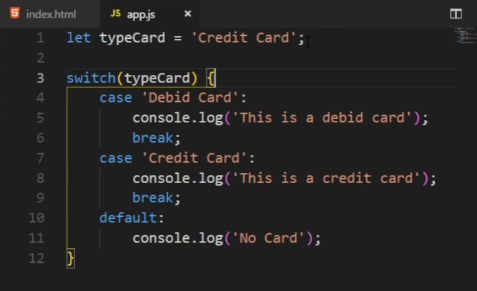 index.html
JS app.js ×
1 let typeCard = 'Credit Card';
2
3 switch(typeCard) {
4     case 'Debid Card':
5         console.log('This is a debid card');
6         break;
7     case 'Credit Card':
8         console.log('This is a credit card');
9         break;
10     default:
11         console.log('No Card');
12 }